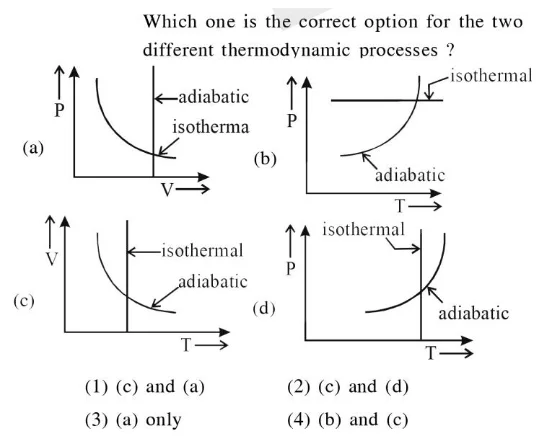 Which one is the correct option for the two
different thermodynamic processes ?
P
adiabatic
isotherma
(a)
V
isothermal
P
(b)
adiabatic
T
V
isothermal
adiabatic
(c)
T
isothermal
P
(d)
adiabatic
T
(1) (c) and (a) (2) (c) and (d)
(3) (a) only (4) (b) and (c)